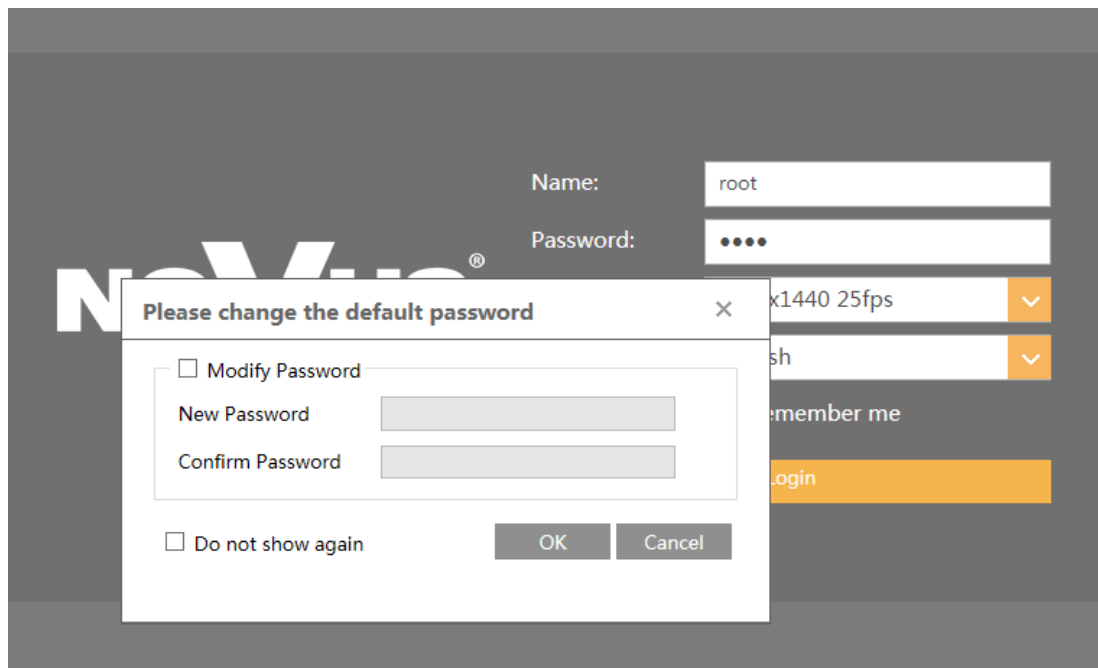 Name:
root
Password:
®
Please change the default password
x1440 25fps
Modify Password
sh
New Password
emember me
Confirm Password
Login
Do not show again
OK
Cancel